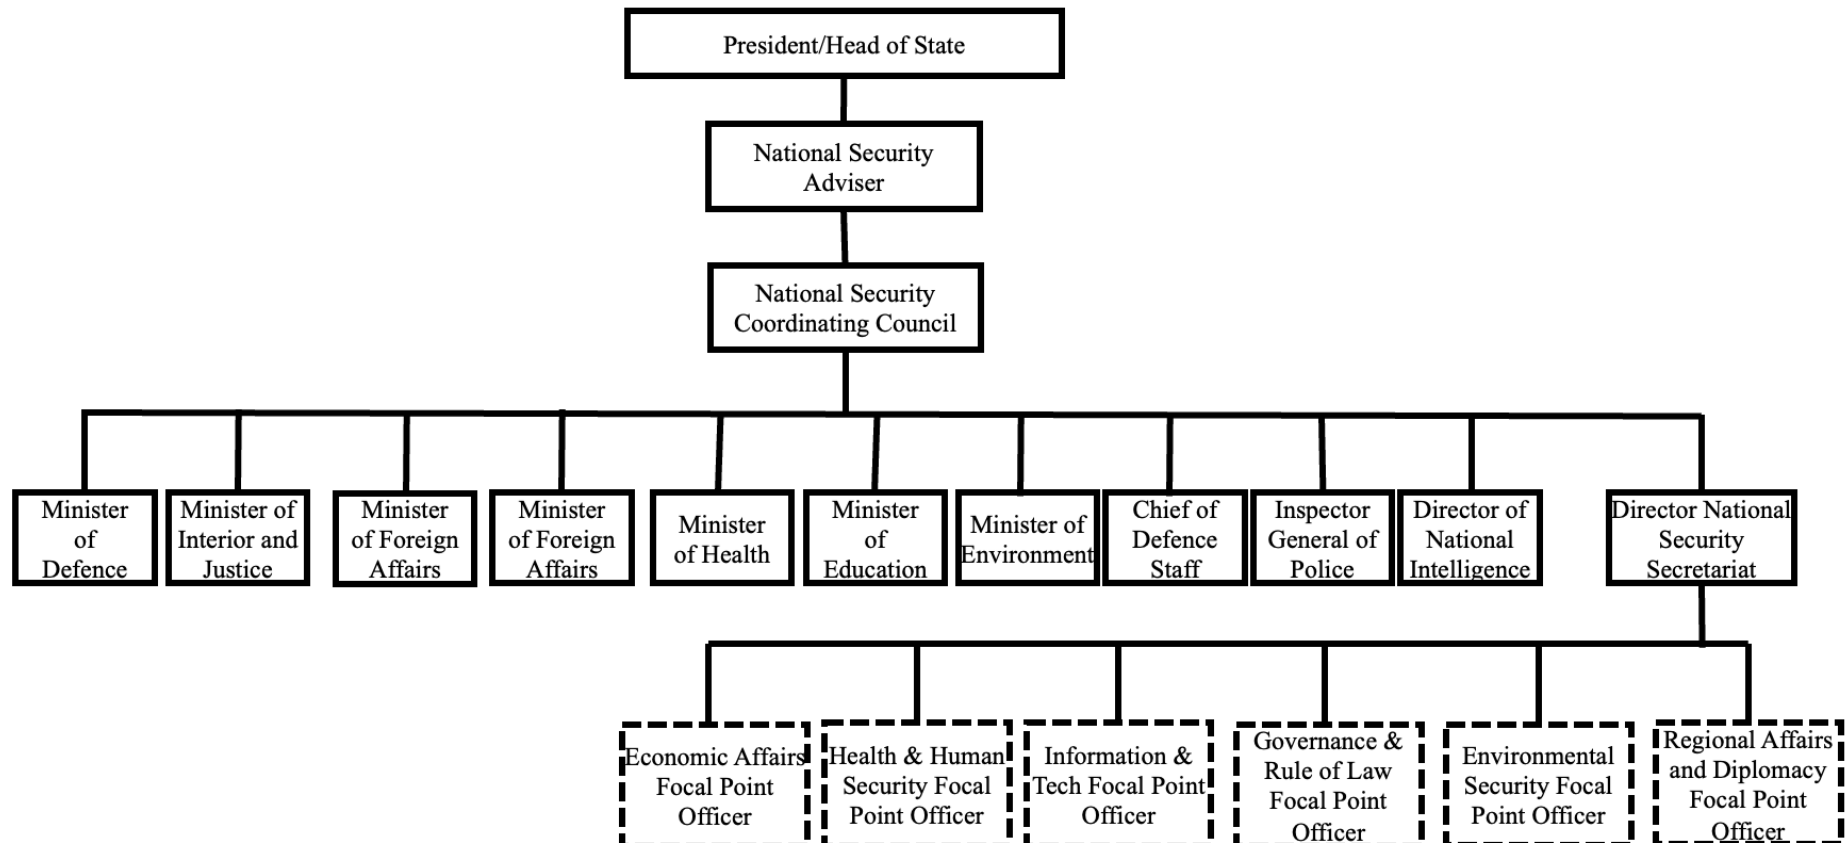 President/Head of State
National Security
Adviser
National Security
Coordinating Council
Minister
of
Defence
Minister of
Interior and
Justice
Minister
of Foreign
Affairs
Minister
of Foreign
Affairs
Minister
of Health
Minister
of
Education
Minister of
Environment
Chief of
Defence
Staff
Inspector
General of
Police
Director of
National
Intelligence
Director National
Security
Secretariat
Economic Affairs
Focal Point
Officer
Health & Human
Security Focal
Point Officer
Information &
Tech Focal Point
Officer
Governance &
Rule of Law
Focal Point
Officer
Environmental
Security Focal
Point Officer
Regional Affairs
and Diplomacy
Focal Point
Officer